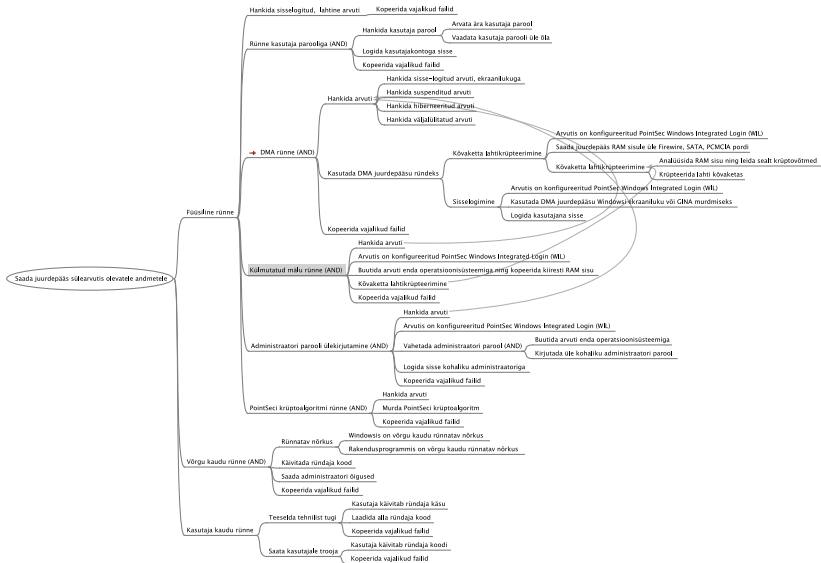 Saada juurdepääs sülearvutis olevatele andmetele
Füüsiline rünne
Hankida sisselogitud, lahtine arvuti
Kopeerida vajalikud failid
Rünne kasutaja parooliga (AND)
Hankida kasutaja parool
Arvata ära kasutaja parool
Vaadata kasutaja parooli üle õla
Logida kasutajakontoga sisse
Kopeerida vajalikud failid
DMA rünne (AND)
Hankida arvuti
Hankida sisse-logitud arvuti, ekraanilukuga
Hankida suspenditud arvuti
Hankida hiberneeritud arvuti
Hankida väljalülitatud arvuti
Kasutada DMA juurdepääsu ründeks
Kõvaketta lahtikrüpteerimine
Arvutis on konfigureeritud PointSec Windows Integrated Login (WIL)
Saada juurdepääs RAM sisule üle Firewire, SATA, PCMCIA pordi
Kõvaketta lahtikrüpteerimine
Analüüsida RAM sisu ning leida sealt krüptovõtmed
Krüpteerida lahti kõvaketas
Sisselogimine
Arvutis on konfigureeritud PointSec Windows Integrated Login (WIL)
Kasutada DMA juurdepääsu Windowsi ekraaniluku või GINA murdmiseks
Logida kasutajana sisse
Kopeerida vajalikud failid
Külmutatud mälu rünne (AND)
Hankida arvuti
Arvutis on konfigureeritud PointSec Windows Integrated Login (WIL)
Buutida arvuti enda operatsioonisüsteemiga ning kopeerida kiiresti RAM sisu
Kõvaketta lahtikrüpteerimine
Kopeerida vajalikud failid
Administraatori parooli ülekirjutamine (AND)
Hankida arvuti
Arvutis on konfigureeritud PointSec Windows Integrated Login (WIL)
Vahetada administraatori parool (AND)
Buutida arvuti enda operatsioonisüsteemiga
Kirjutada üle kohaliku administraatori parool
Logida sisse kohaliku administraatoriga
Kopeerida vajalikud failid
PointSeci krüptoalgoritmi rünne (AND)
Hankida arvuti
Murda PointSeci krüptoalgoritm
Kopeerida vajalikud failid
Võrgu kaudu rünne (AND)
Rünnatav nõrkus
Windowsis on võrgu kaudu rünnatav nõrkus
Rakendusprogrammis on võrgu kaudu rünnatav nõrkus
Käivitada ründaja kood
Saada administraatori õigused
Kopeerida vajalikud failid
Kasutaja kaudu rünne
Teeselda tehnilist tugi
Kasutaja käivitab ründaja käsu
Laadida alla ründaja kood
Kopeerida vajalikud failid
Saata kasutajale trooja
Kasutaja käivitab ründaja koodi
Kopeerida vajalikud failid